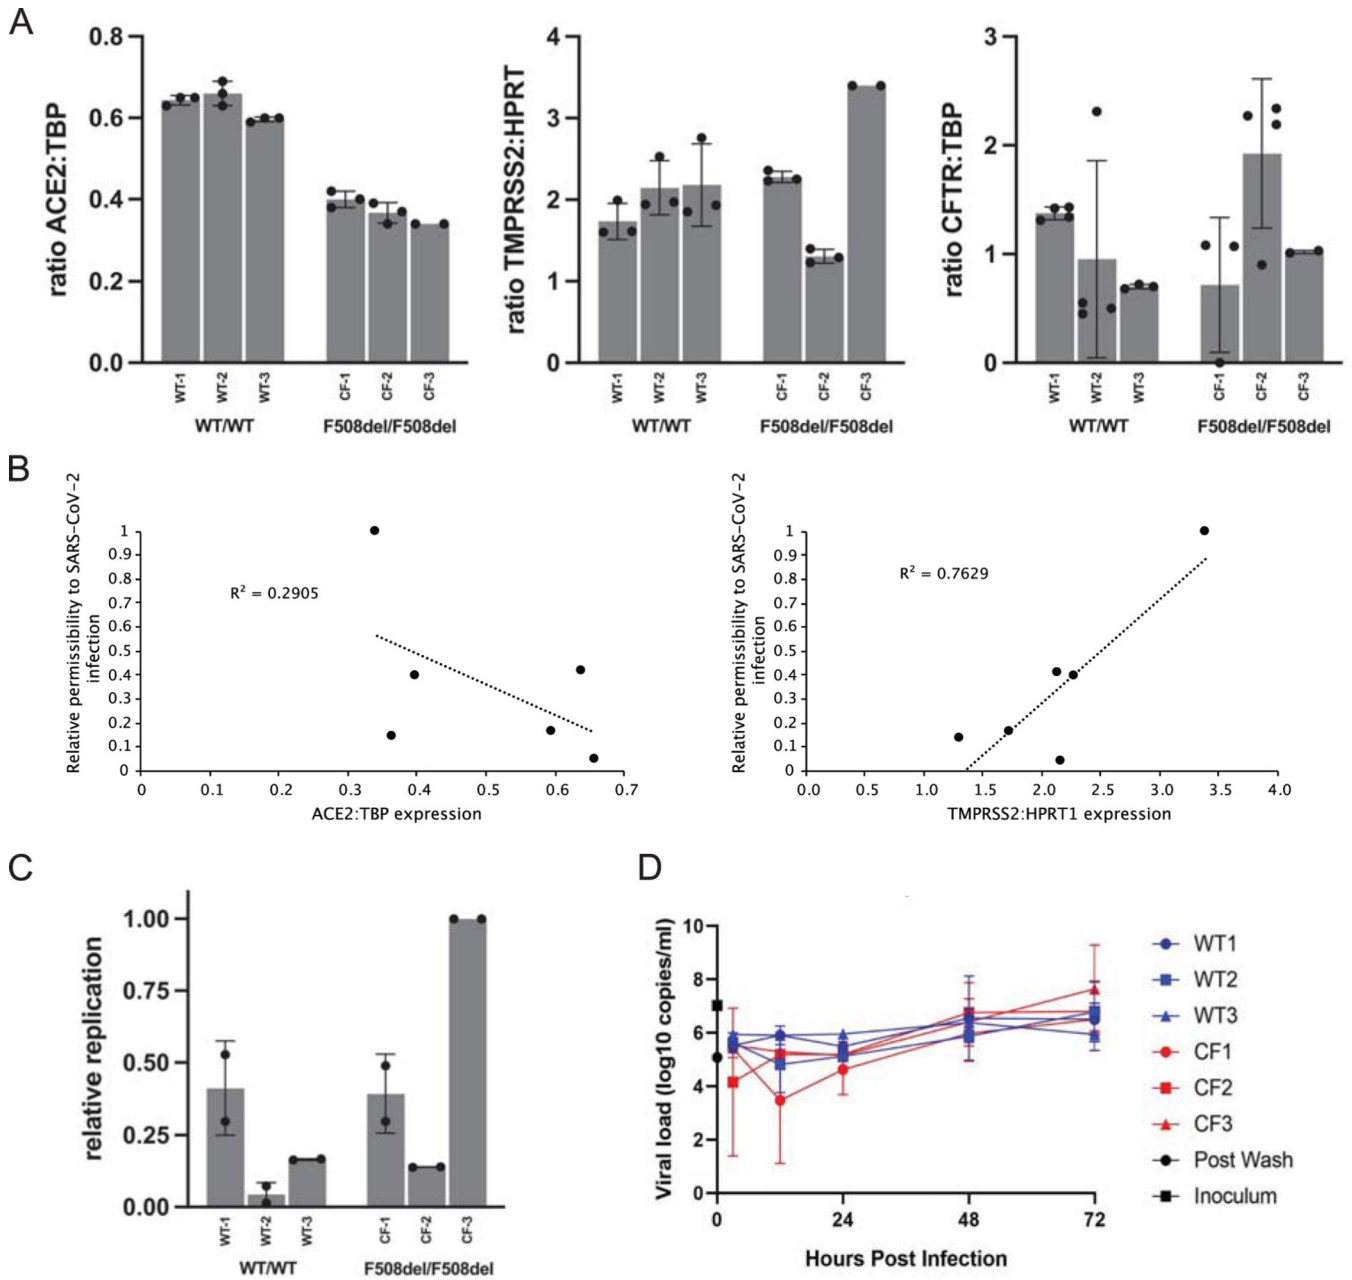 A
ratio ACE2:TBP
0.8
0.6
0.4
0.2
0.0
WT-1
WT-2
WT-3
CF-1
CF-2
CF-3
WT/WT
F508del/F508del
ratio TMPRSS2:HPRT
4
3
2
1
0
WT-1
WT-2
WT-3
CF-1
CF-2
CF-3
WT/WT
F508del/F508del
ratio CFTR:TBP
3
2
1
0
WT-1
WT-2
WT-3
CF-1
CF-2
CF-3
WT/WT
F508del/F508del
B
Relative permissibility to SARS-CoV-2
infection
1
0.9
0.8
0.7
0.6
0.5
0.4
0.3
0.2
0.1
0
R² = 0.2905
0
0.1
0.2
0.3
0.4
0.5
0.6
0.7
ACE2:TBP expression
Relative permissibility to SARS-CoV-2
infection
1
0.9
0.8
0.7
0.6
0.5
0.4
0.3
0.2
0.1
0
R² = 0.7629
0.0
0.5
1.0
1.5
2.0
2.5
3.0
3.5
4.0
TMPRSS2:HPRT1 expression
C
relative replication
1.00
0.75
0.50
0.25
0.00
WT-1
WT-2
WT-3
CF-1
CF-2
CF-3
WT/WT
F508del/F508del
D
Viral load (log10 copies/ml)
10
8
6
4
2
0
0
24
48
72
Hours Post Infection
WT1
WT2
WT3
CF1
CF2
CF3
Post Wash
Inoculum